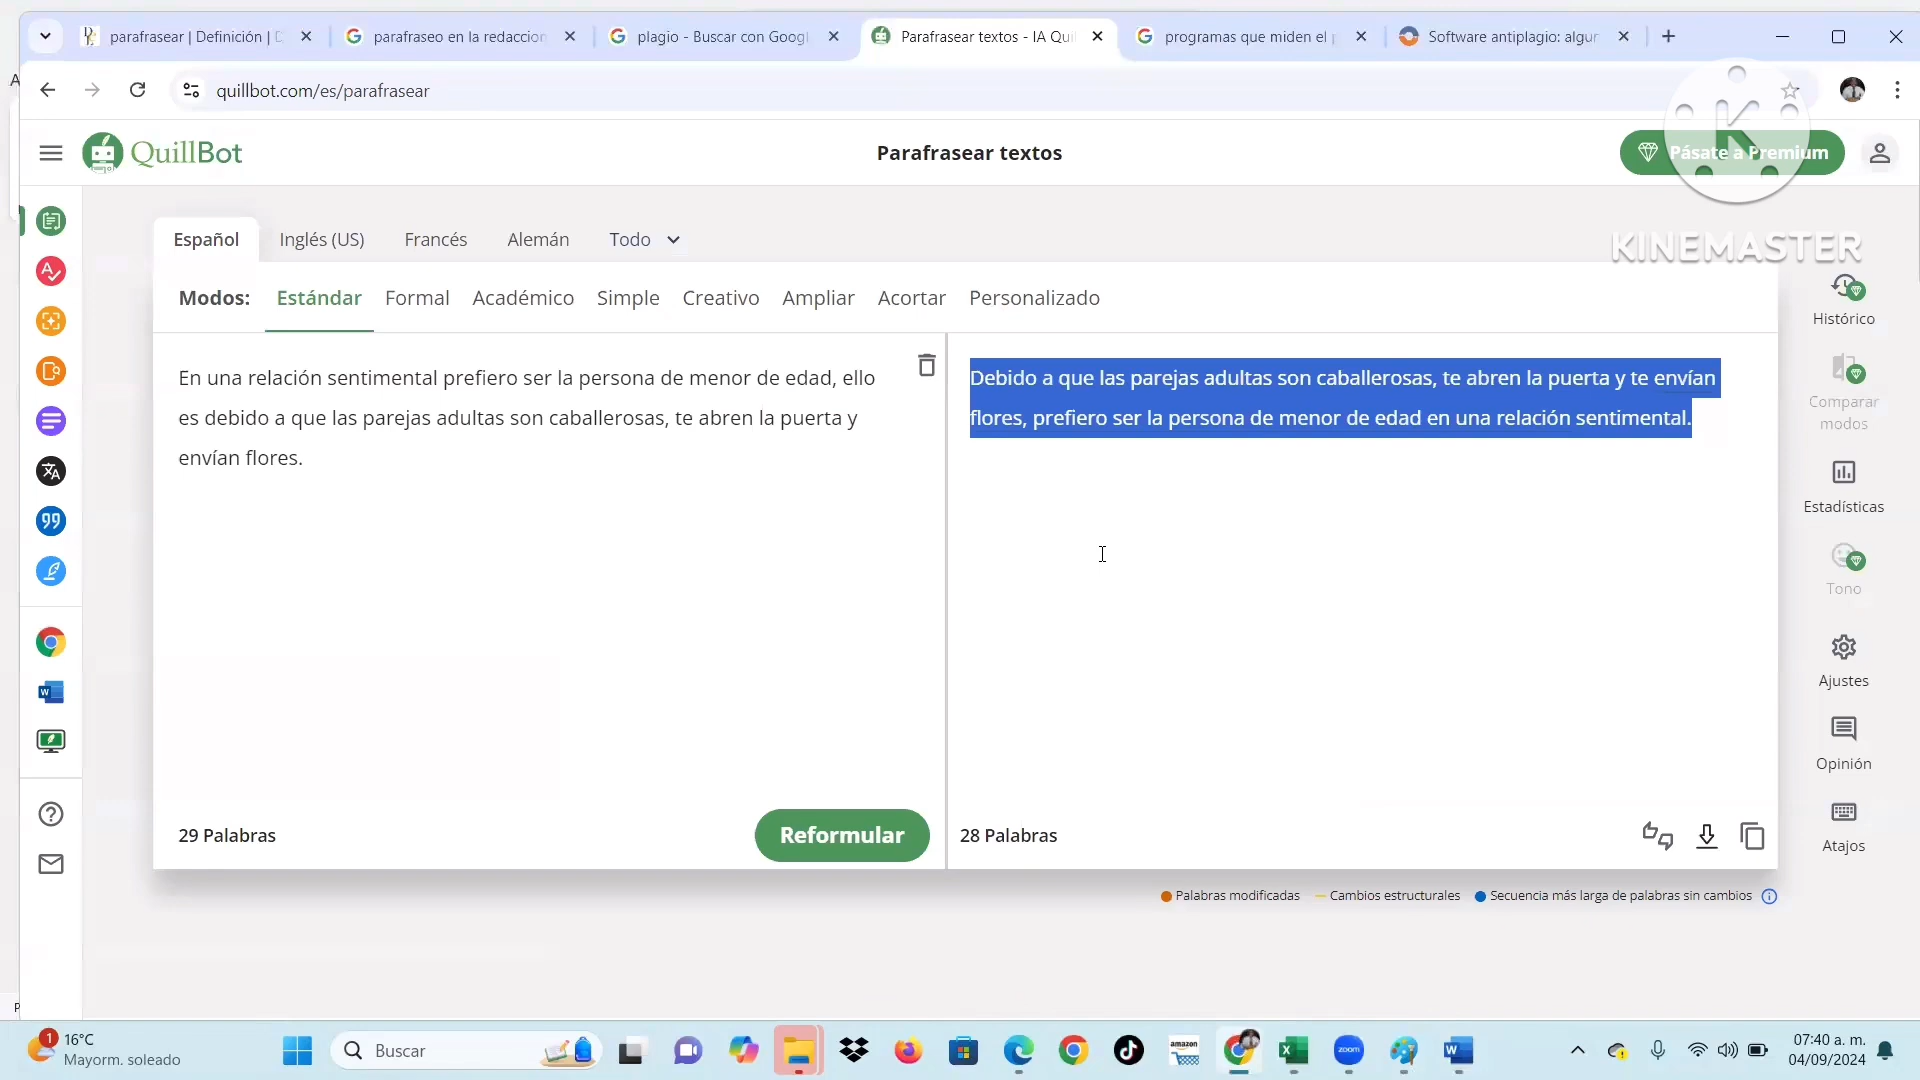 parafrasear | Definición | D
parafraseo en la redaccion
plagio - Buscar con Googl
Parafrasear textos - IA Qui
programas que miden el p
Software antiplagio: algur
quillbot.com/es/parafrasear
QuillBot
Parafrasear textos
Pásate a Premium
KINEMASTER
Español
Inglés (US)
Francés
Alemán
Todo
Modos:
Estándar
Formal
Académico
Simple
Creativo
Ampliar
Acortar
Personalizado
En una relación sentimental prefiero ser la persona de menor de edad, ello
es debido a que las parejas adultas son caballerosas, te abren la puerta y
envían flores.
29 Palabras
Reformular
Debido a que las parejas adultas son caballerosas, te abren la puerta y te envían
flores, prefiero ser la persona de menor de edad en una relación sentimental.
28 Palabras
Palabras modificadas
Cambios estructurales
Secuencia más larga de palabras sin cambios
Histórico
Comparar
modos
Estadísticas
Tono
Ajustes
Opinión
Atajos
1
16°C
Mayorm. soleado
Buscar
amazon
zoom
07:40 a. m.
04/09/2024